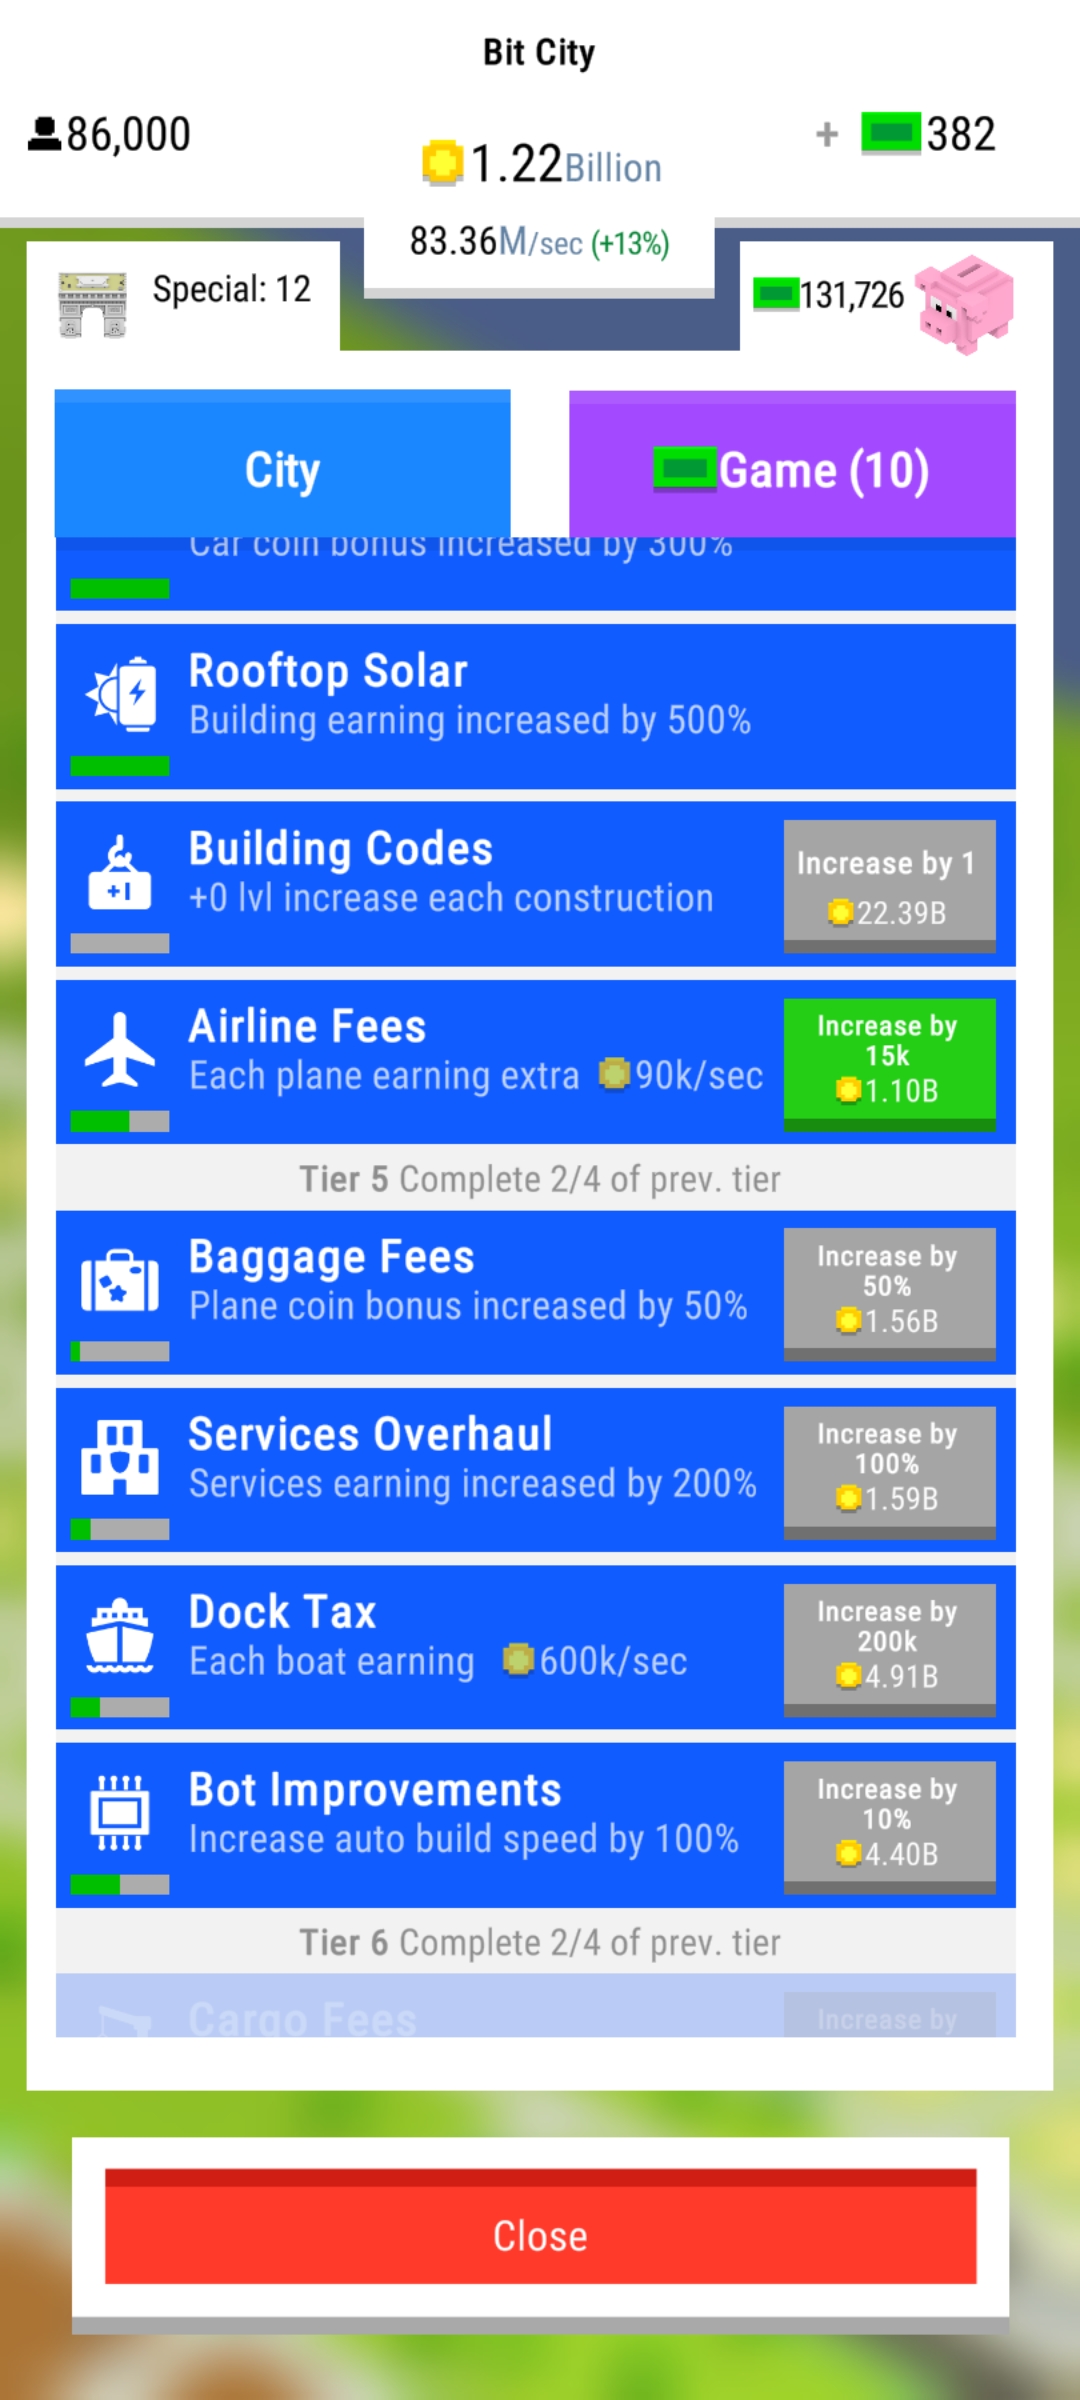 Bit City
86,000
1.22Billion
+ 382
83.36M/sec (+13%)
Special: 12
131,726
City
Game (10)
Car coin bonus increased by 300%
Rooftop Solar
Building earning increased by 500%
Building Codes
+0 lvl increase each construction
+1
Increase by 1
22.39B
Airline Fees
Each plane earning extra 90k/sec
Increase by
15k
1.10B
Tier 5 Complete 2/4 of prev. tier
Baggage Fees
Plane coin bonus increased by 50%
Increase by
50%
1.56B
Services Overhaul
Services earning increased by 200%
Increase by
100%
1.59B
Dock Tax
Each boat earning 600k/sec
Increase by
200k
4.91B
Bot Improvements
Increase auto build speed by 100%
Increase by
10%
4.40B
Tier 6 Complete 2/4 of prev. tier
Cargo Fees
Increase by
Close